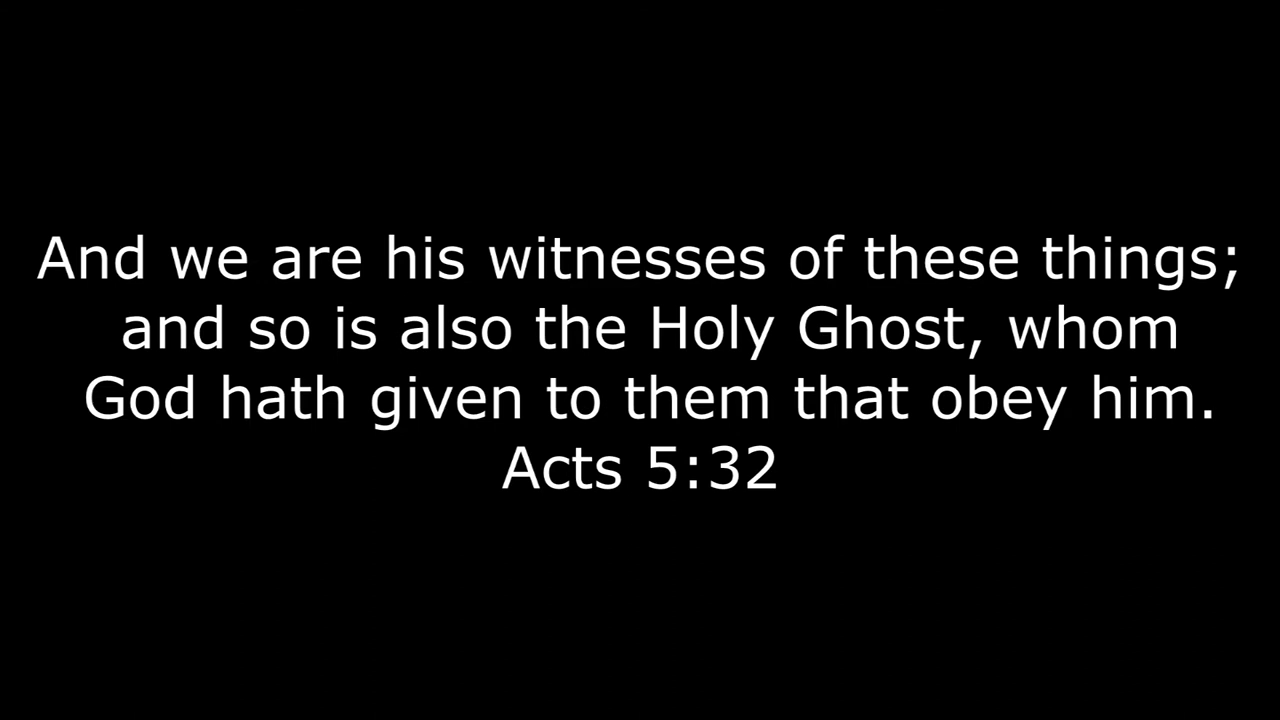 And we are his witnesses of these things;
and so is also the Holy Ghost, whom
God hath given to them that obey him.
Acts 5:32